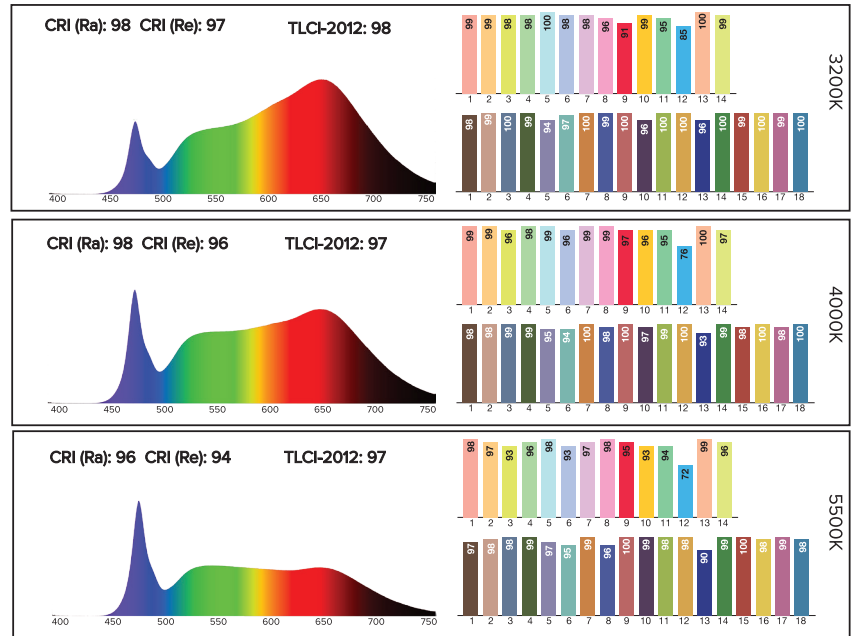 CRI (Ra): 98 CRI (Re): 97 TLCI-2012: 98
99 99 98 98 100 98 98 96 91 99 95 85 100 99
1 2 3 4 5 6 7 8 9 10 11 12 13 14
3200K
98 99 100 99 94 97 100 99 100 96 100 100 96 100 99 100 99 100
1 2 3 4 5 6 7 8 9 10 11 12 13 14 15 16 17 18
400 450 500 550 600 650 700 750
CRI (Ra): 98 CRI (Re): 96 TLCI-2012: 97
99 99 96 98 99 96 99 99 97 96 95 76 100 97
1 2 3 4 5 6 7 8 9 10 11 12 13 14
4000K
98 98 99 99 95 94 100 98 100 97 99 100 93 99 98 100 98 100
1 2 3 4 5 6 7 8 9 10 11 12 13 14 15 16 17 18
400 450 500 550 600 650 700 750
CRI (Ra): 96 CRI (Re): 94 TLCI-2012: 97
98 97 93 96 98 93 97 98 95 93 94 72 99 96
1 2 3 4 5 6 7 8 9 10 11 12 13 14
5500K
97 98 98 99 97 95 99 96 100 99 98 98 90 99 100 98 99 98
1 2 3 4 5 6 7 8 9 10 11 12 13 14 15 16 17 18
400 450 500 550 600 650 700 750